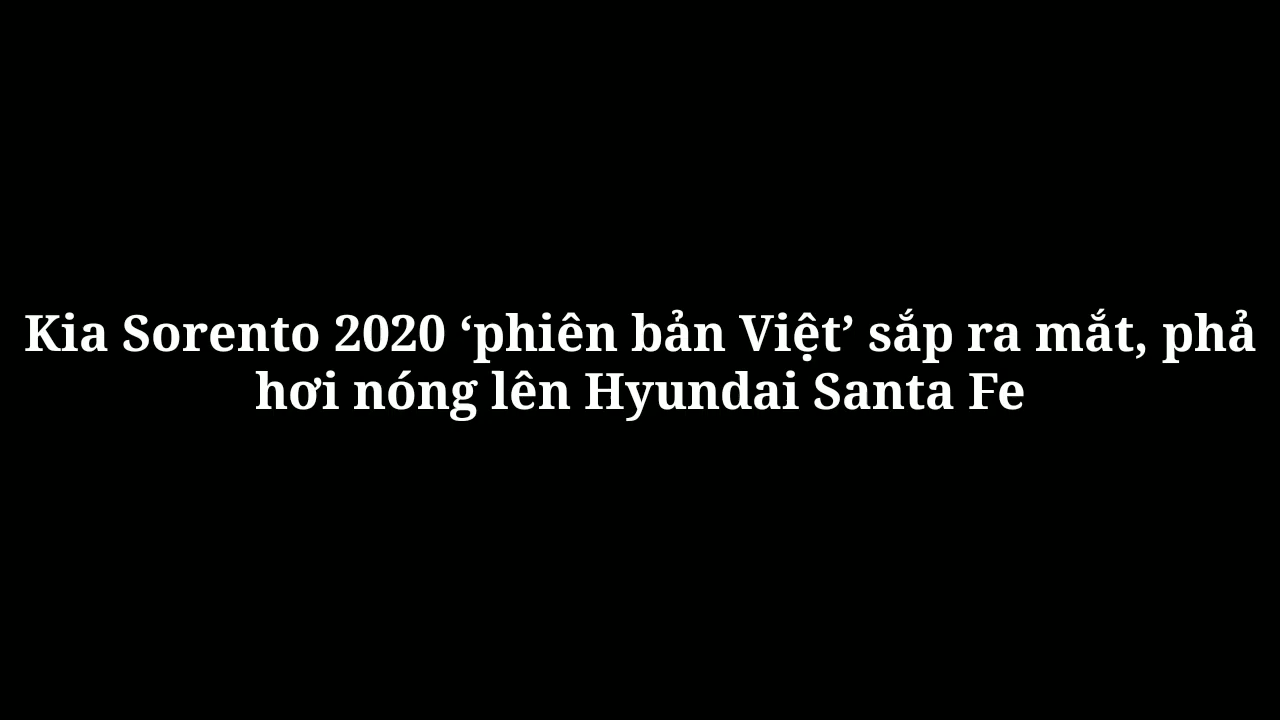 Kia Sorento 2020 ‘phiên bản Việt’ sắp ra mắt, phả
hơi nóng lên Hyundai Santa Fe